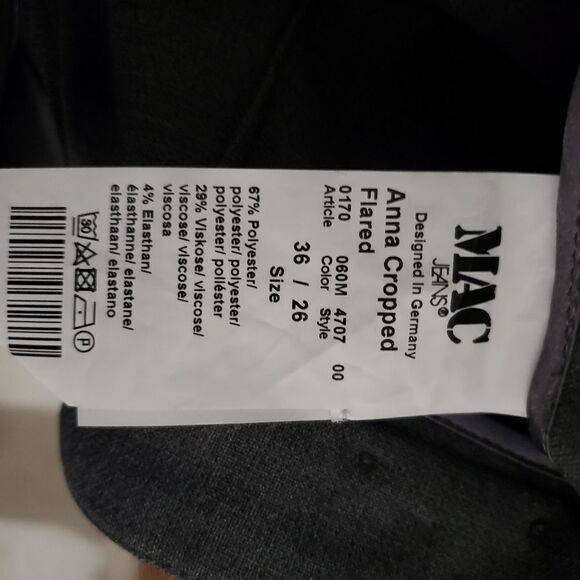 MAC
JEANS®
Designed in Germany
Anna Cropped
Flared
0170 060M 4707 00
Article Color Style
Size
36 / 26
67% Polyester/
polyester/ polyester/
polyester/ poliéster
29% Viskose/ viscose/
viscose/ viscose/
viscosa
4% Elasthan/
élasthanne/ elastane/
elasthaan/ elastano
30 P